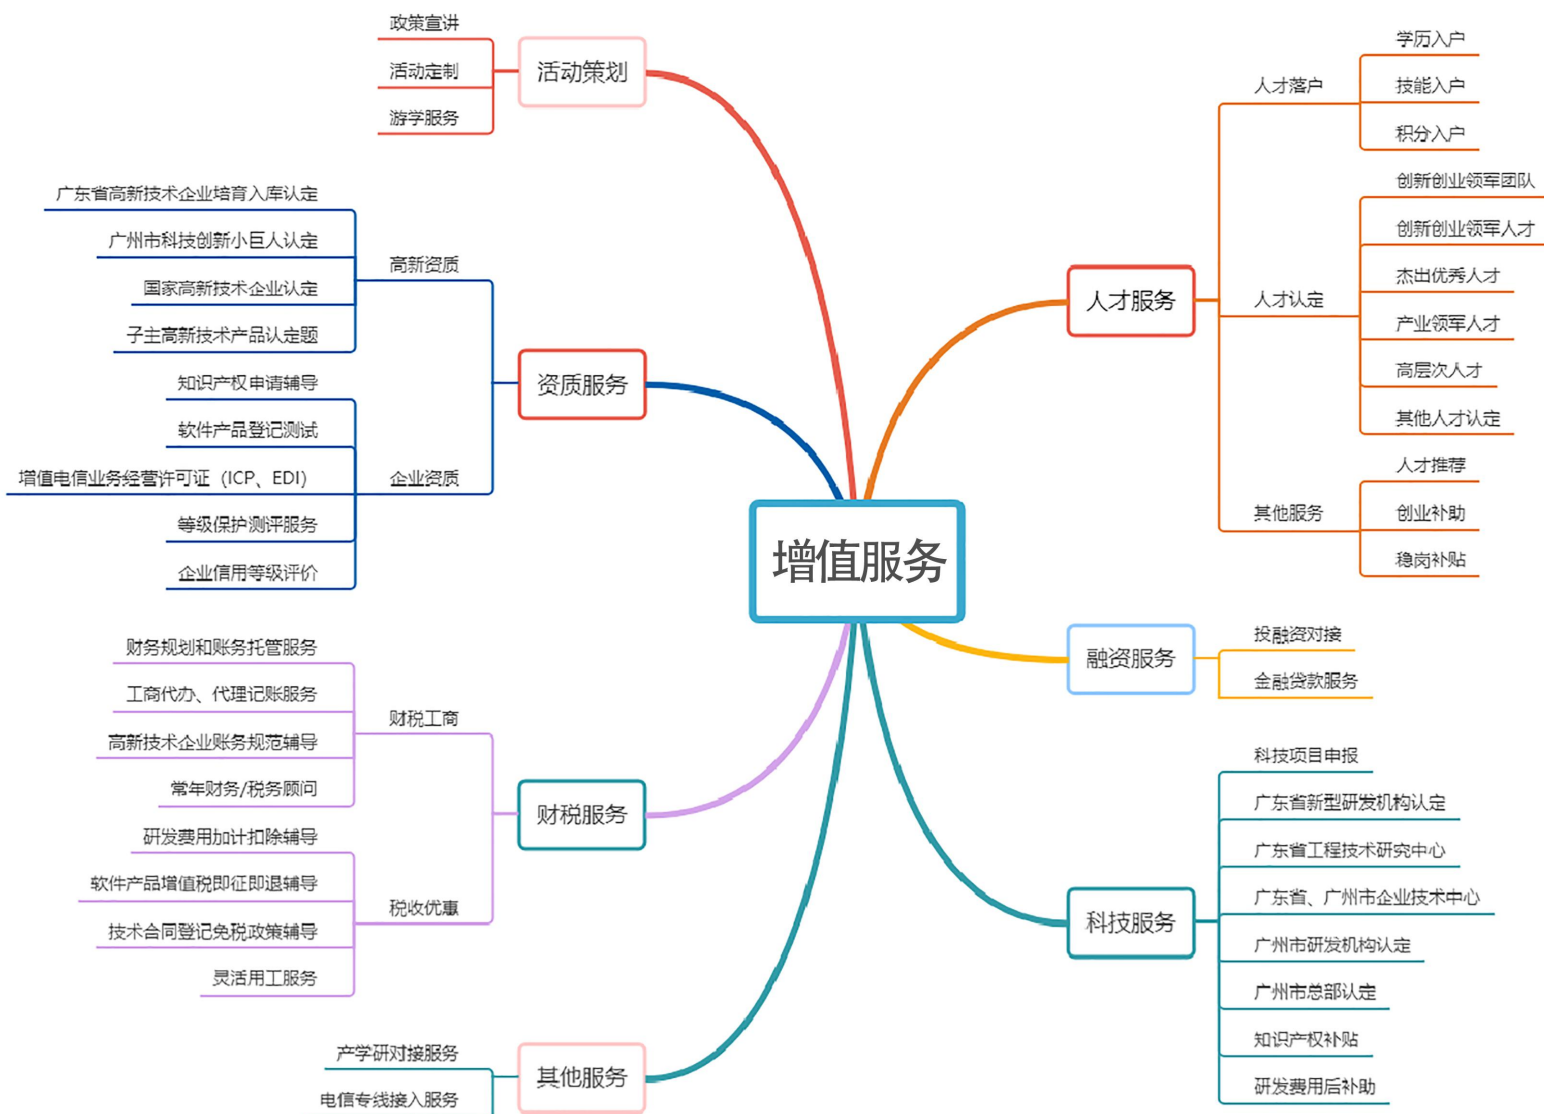 增值服务
活动策划
政策宣讲
活动定制
游学服务
资质服务
高新资质
广东省高新技术企业培育入库认定
广州市科技创新小巨人认定
国家高新技术企业认定
子主高新技术产品认定题
企业资质
知识产权申请辅导
软件产品登记测试
增值电信业务经营许可证（ICP、EDI）
等级保护测评服务
企业信用等级评价
财税服务
财税工商
财务规划和账务托管服务
工商代办、代理记账服务
高新技术企业账务规范辅导
常年财务/税务顾问
税收优惠
研发费用加计扣除辅导
软件产品增值税即征即退辅导
技术合同登记免税政策辅导
灵活用工服务
其他服务
产学研对接服务
电信专线接入服务
人才服务
人才落户
学历入户
技能入户
积分入户
人才认定
创新创业领军团队
创新创业领军人才
杰出优秀人才
产业领军人才
高层次人才
其他人才认定
其他服务
人才推荐
创业补助
稳岗补贴
融资服务
投融资对接
金融贷款服务
科技服务
科技项目申报
广东省新型研发机构认定
广东省工程技术研究中心
广东省、广州市企业技术中心
广州市研发机构认定
广州市总部认定
知识产权补贴
研发费用后补助